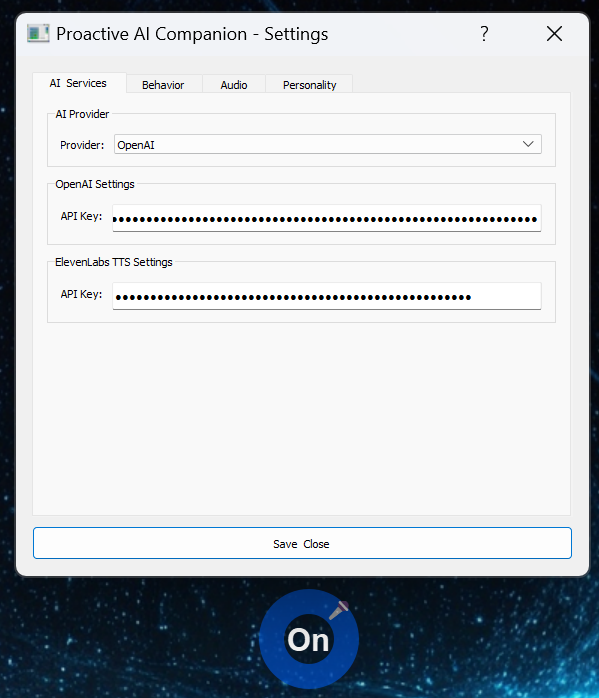 Proactive AI Companion - Settings
?
AI Services
Behavior
Audio
Personality
AI Provider
Provider: OpenAI
OpenAI Settings
API Key:
ElevenLabs TTS Settings
API Key:
Save Close
On